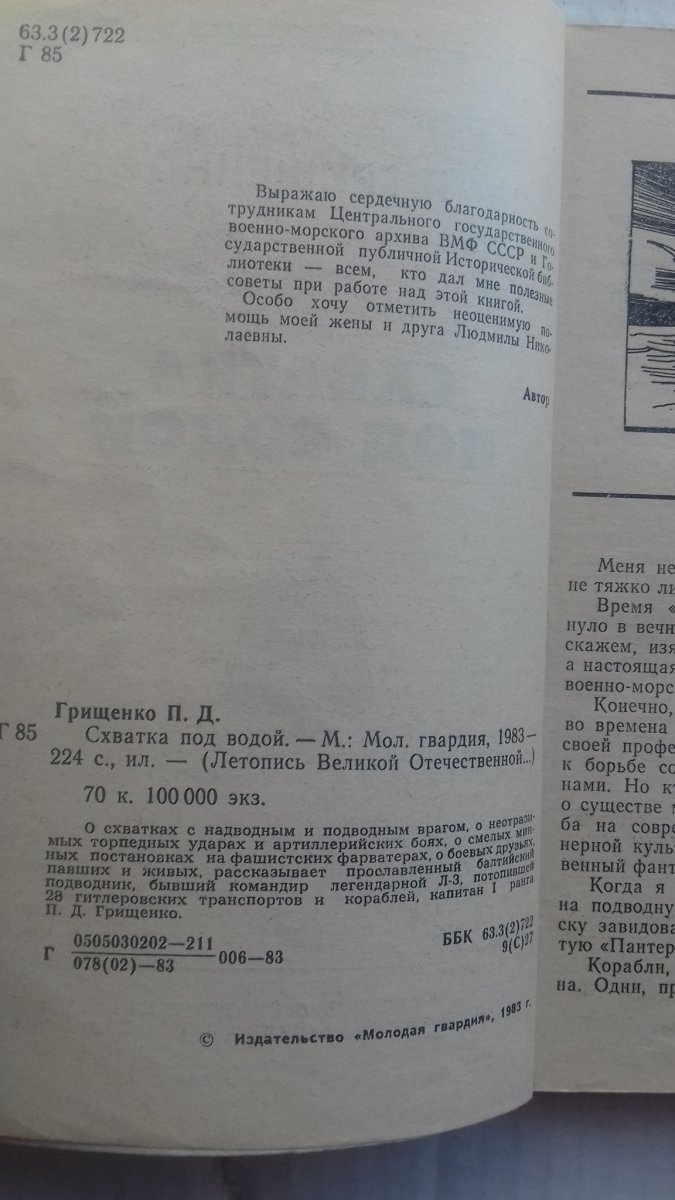 63.3(2)722
Г 85
Выражаю сердечную благодарность со-
трудникам Центрального государственного
военно-морского архива ВМФ СССР и Го-
сударственной публичной Исторической биб-
лиотеки — всем, кто дал мне полезные
советы при работе над этой книгой.
Особо хочу отметить неоценимую по-
мощь моей жены и друга Людмилы Нико-
лаевны.
Автор
Грищенко П. Д.
Г 85
Схватка под водой. — М.: Мол. гвардия, 1983—
224 с., ил. — (Летопись Великой Отечественной...)
70 к. 100 000 экз.
О схватках с надводным и подводным врагом, о неотрази-
мых торпедных ударах и артиллерийских боях, о смелых мин-
ных постановках на фашистских фарватерах, о боевых друзьях,
павших и живых, рассказывает прославленный балтийский
подводник, бывший командир легендарной Л-3, потопившей
28 гитлеровских транспортов и кораблей, капитан I ранга
П. Д. Грищенко.
Г 0505030202—211
078(02)—83 006—83
ББК 63.3(2)722
9(С)27
© Издательство «Молодая гвардия», 1983 г.
Меня не
не тяжко ли
Время «
нуло в вечн
скажем, изя
а настоящая
военно-морс
Конечно,
во времена
своей профе
к борьбе со
нами. Но кт
о существе м
ба на совре
нерной куль
венный фант
Когда я
на подводну
ску завидова
тую «Пантер
Корабли,
на. Одни, пр